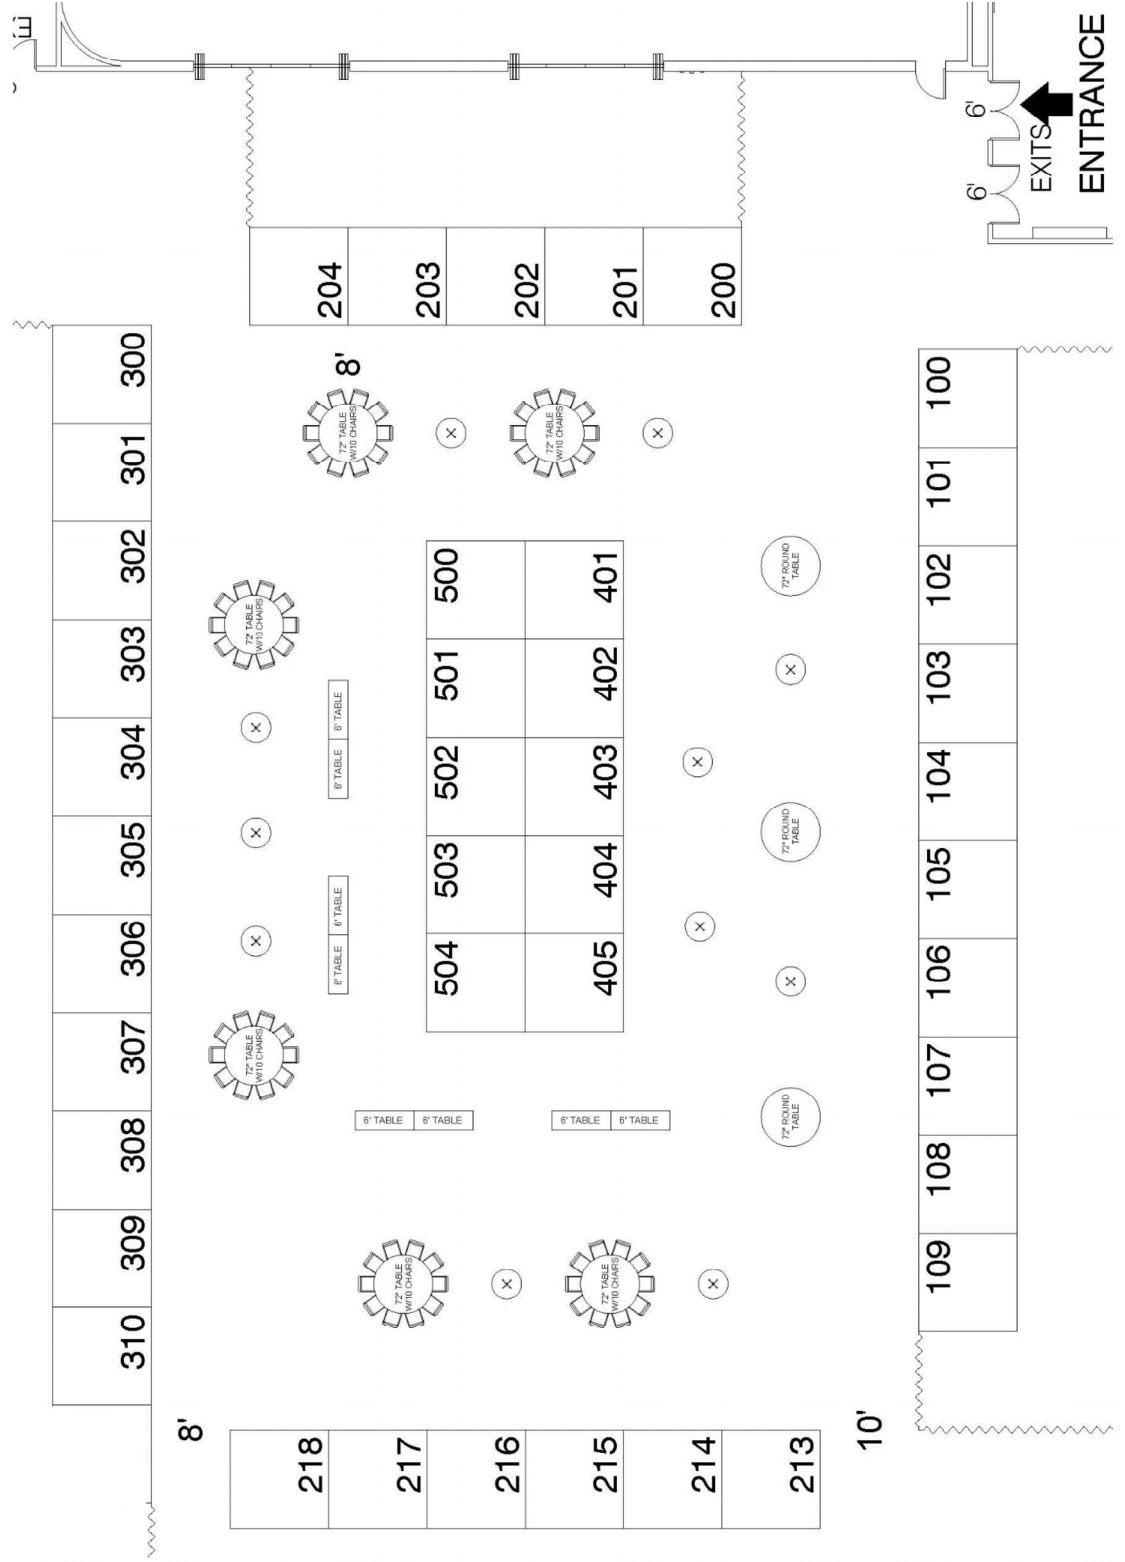 E
6'
6'
EXITS
ENTRANCE
204
203
202
201
200
8'
300
301
302
303
304
305
306
307
308
309
310
72" TABLE
W/10 CHAIRS
72" TABLE
W/10 CHAIRS
72" TABLE
W/10 CHAIRS
6' TABLE
6' TABLE
6' TABLE
6' TABLE
72" TABLE
W/10 CHAIRS
500
501
502
503
504
401
402
403
404
405
72" ROUND
TABLE
72" ROUND
TABLE
72" ROUND
TABLE
100
101
102
103
104
105
106
107
108
109
6' TABLE
6' TABLE
6' TABLE
6' TABLE
72" TABLE
W/10 CHAIRS
72" TABLE
W/10 CHAIRS
8'
10'
218
217
216
215
214
213